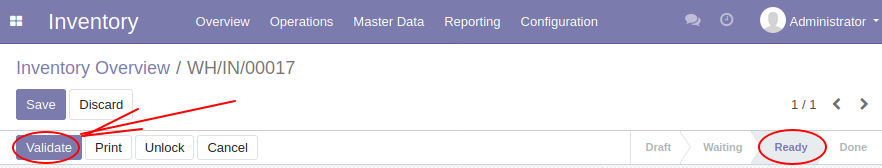 Inventory Overview Operations Master Data Reporting Configuration Administrator
Inventory Overview / WH/IN/00017
Save Discard 1 / 1
Validate Print Unlock Cancel Draft Waiting Ready Done